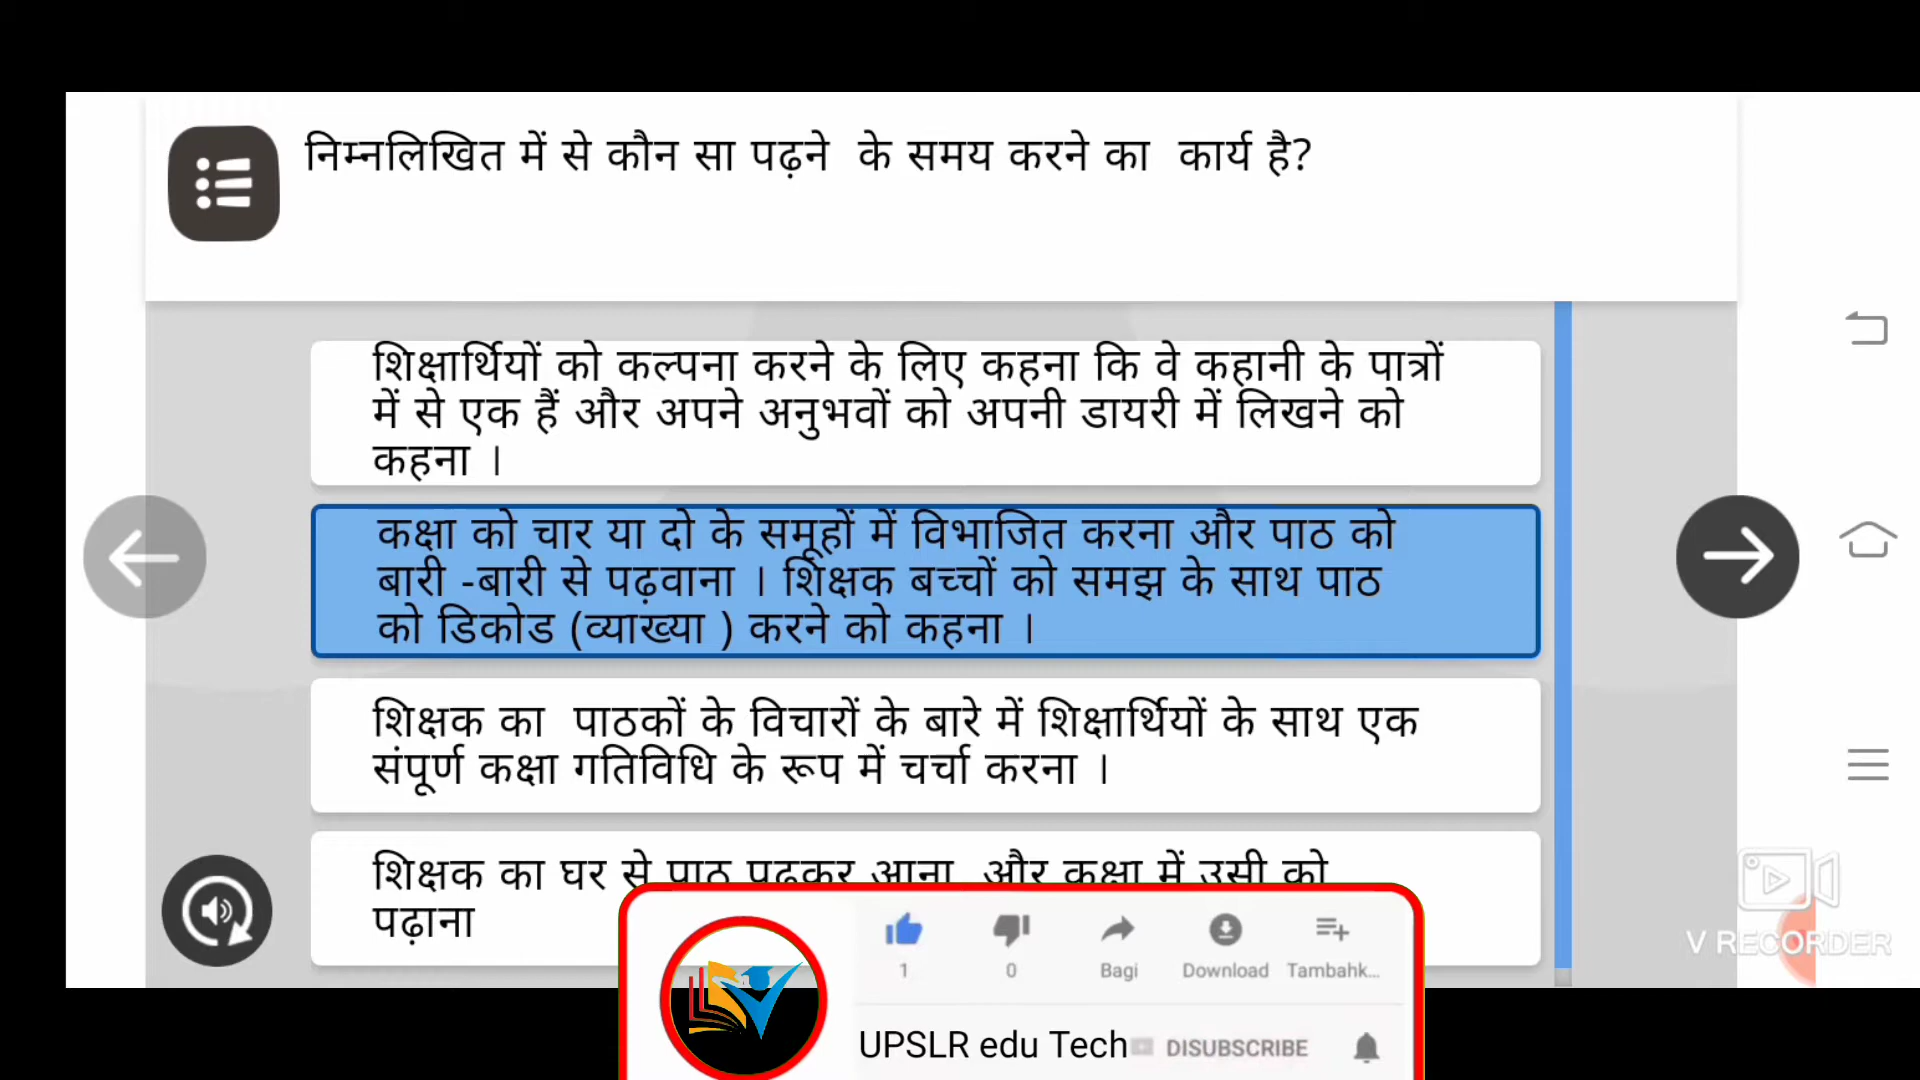 निम्नलिखित में से कौन सा पढ़ने के समय करने का कार्य है?
शिक्षार्थियों को कल्पना करने के लिए कहना कि वे कहानी के पात्रों
में से एक हैं और अपने अनुभवों को अपनी डायरी में लिखने को
कहना ।
कक्षा को चार या दो के समूहों में विभाजित करना और पाठ को
बारी -बारी से पढ़वाना । शिक्षक बच्चों को समझ के साथ पाठ
को डिकोड (व्याख्या ) करने को कहना ।
शिक्षक का पाठकों के विचारों के बारे में शिक्षार्थियों के साथ एक
संपूर्ण कक्षा गतिविधि के रूप में चर्चा करना ।
शिक्षक का घर से पाठ पढ़कर आना और कक्षा में उसी को
पढ़ाना
V RECORDER
1 0 Bagi Download Tambahk...
UPSLR edu Tech DISUBSCRIBE